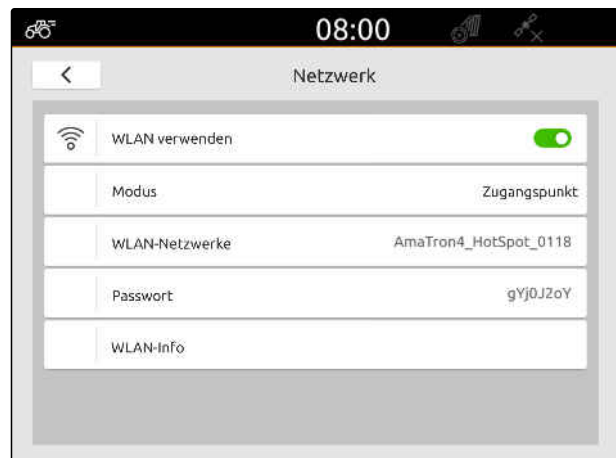 08:00
Netzwerk
WLAN verwenden
Modus Zugangspunkt
WLAN-Netzwerke AmaTron4_HotSpot_0118
Passwort gYj0J2oY
WLAN-Info